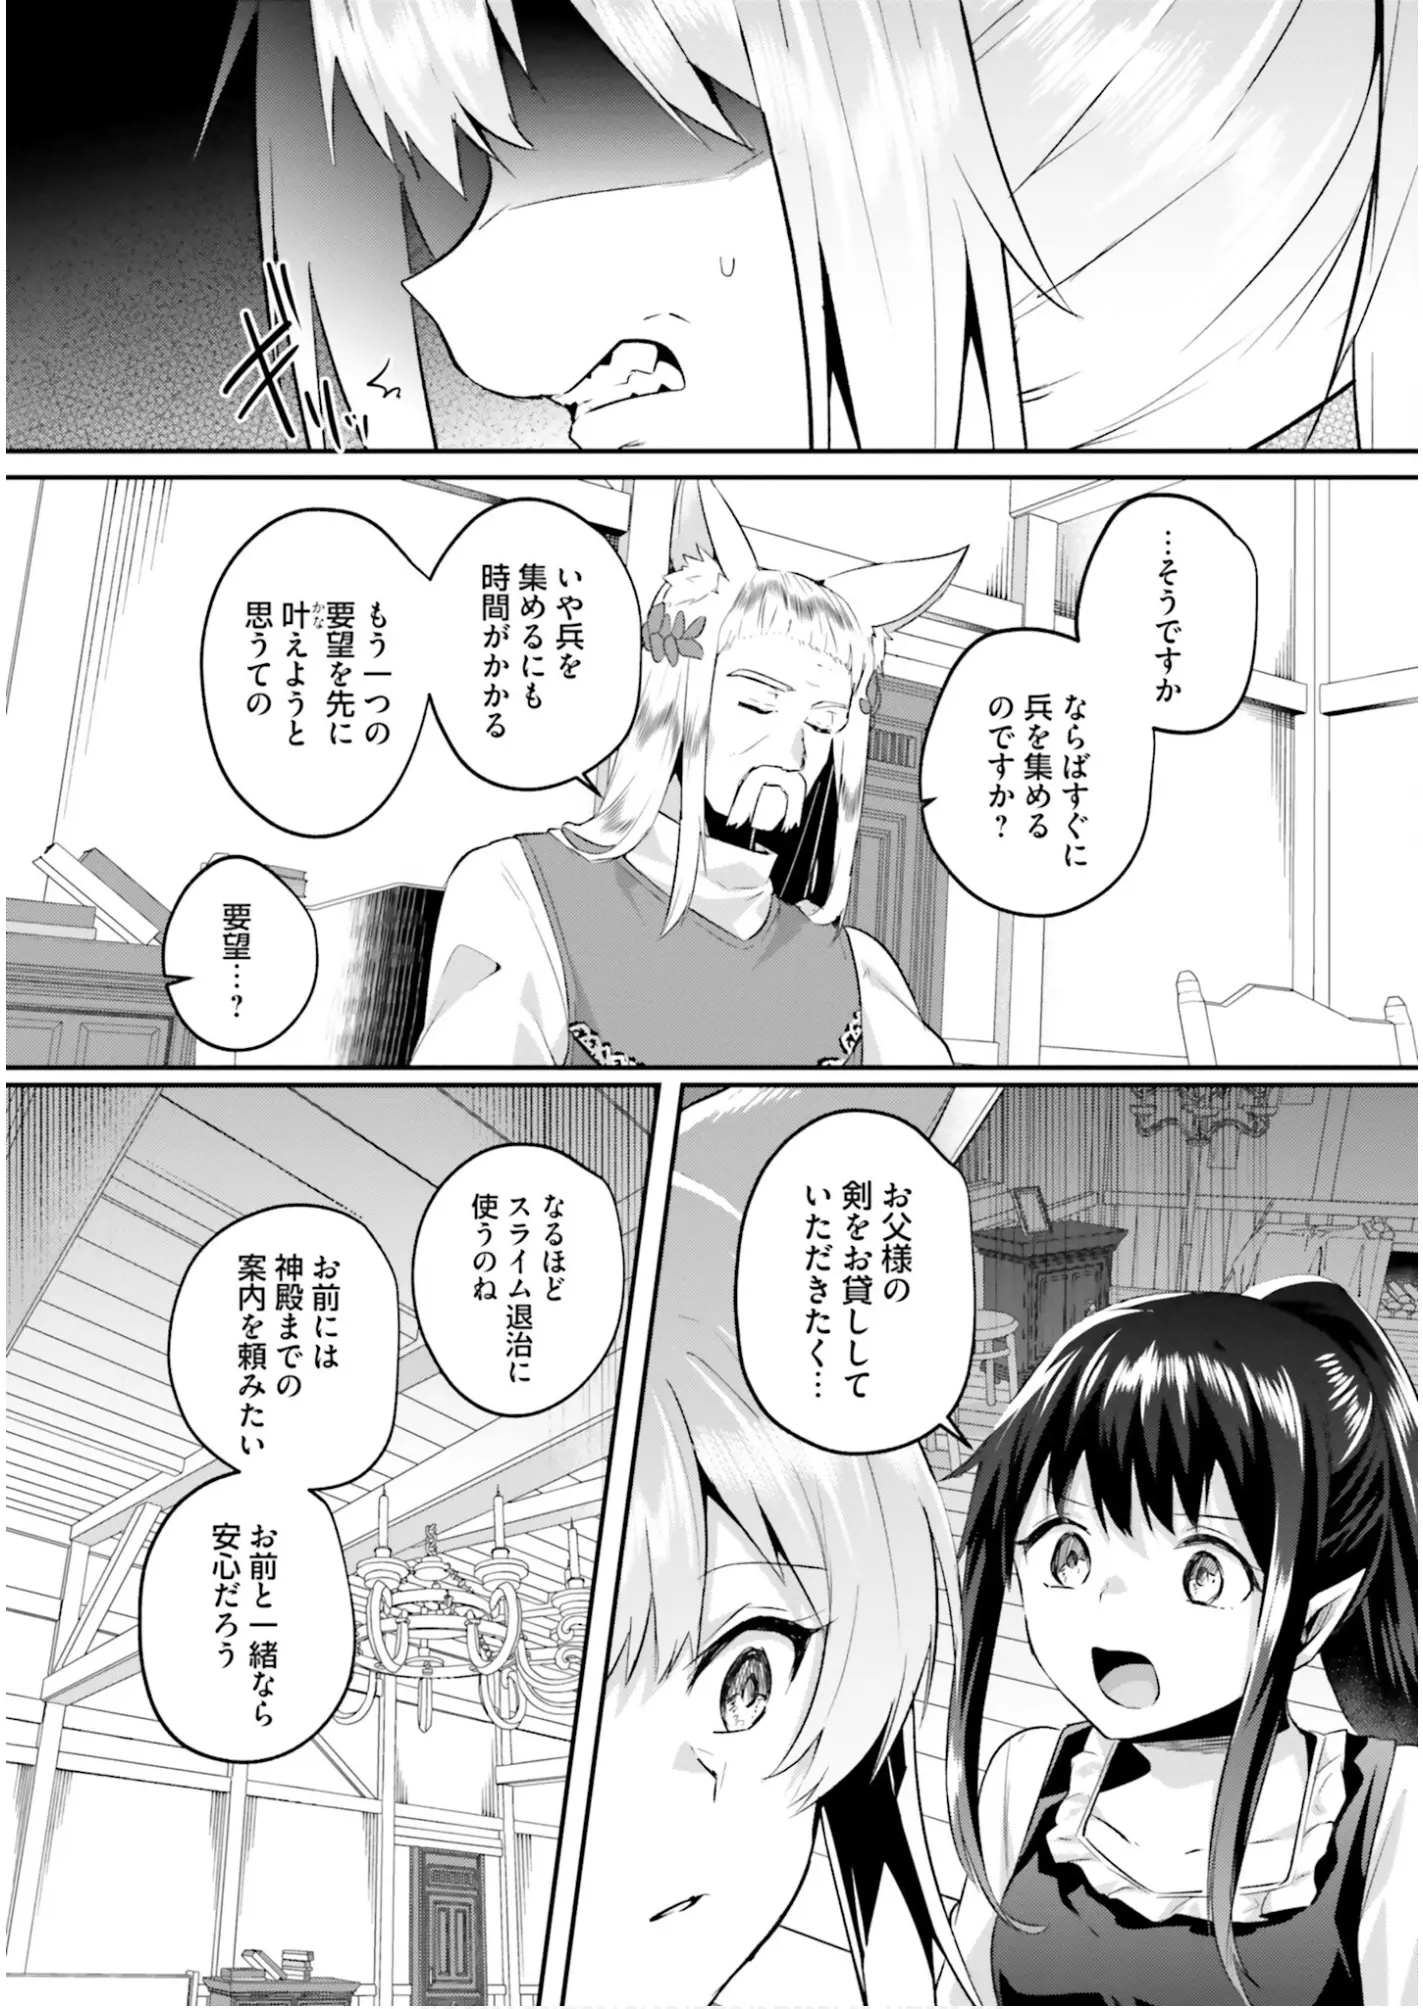 ギリッ
…そうですか
ならばすぐに
兵を集める
のですか？
いや兵を
集めるにも
時間がかかる
もう一つの
要望を先に
叶えようと
かな
思うての
要望…？
お父様の
剣をお貸しして
いただきたく…
なるほど
スライム退治に
使うのね
お前には
神殿までの
案内を頼みたい
お前と一緒なら
安心だろう